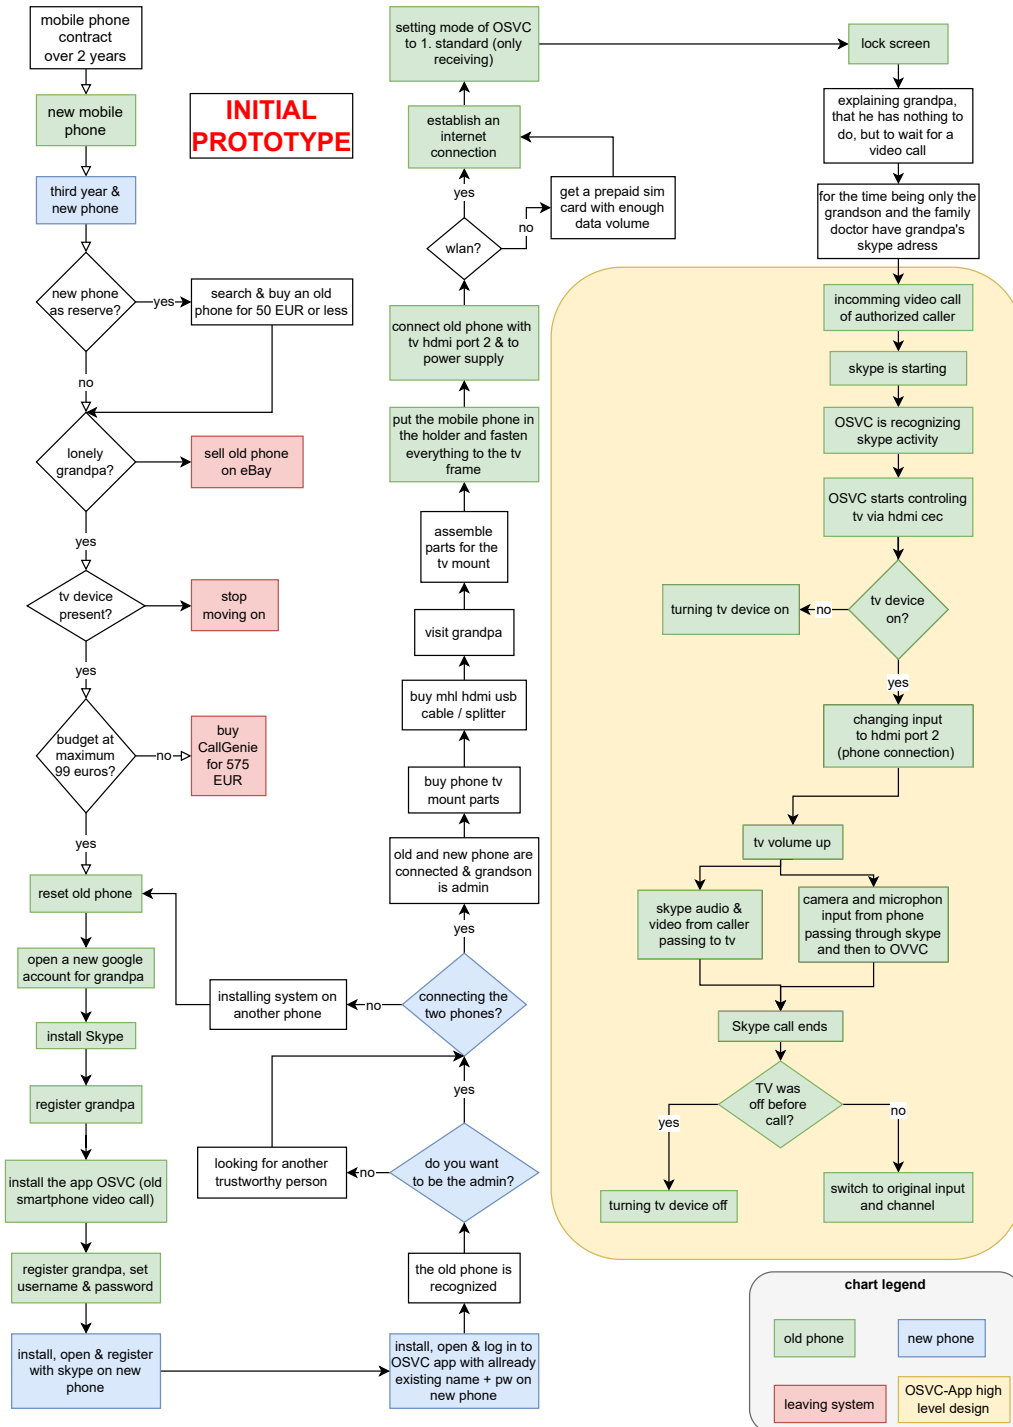 mobile phone
contract
over 2 years
new mobile
phone
INITIAL
PROTOTYPE
third year &
new phone
new phone
as reserve?
yes
search & buy an old
phone for 50 EUR or less
no
lonely
grandpa?
sell old phone
on eBay
yes
tv device
present?
stop
moving on
yes
budget at
maximum
99 euros?
no
buy
CallGenie
for 575
EUR
yes
reset old phone
open a new google
account for grandpa
install Skype
register grandpa
install the app OSVC (old
smartphone video call)
register grandpa, set
username & password
install, open & register
with skype on new
phone
install, open & log in to
OSVC app with allready
existing name + pw on
new phone
the old phone is
recognized
do you want
to be the admin?
no
looking for another
trustworthy person
yes
connecting the
two phones?
no
installing system on
another phone
yes
old and new phone are
connected & grandson
is admin
buy phone tv
mount parts
buy mhl hdmi usb
cable / splitter
visit grandpa
assemble
parts for the
tv mount
put the mobile phone in
the holder and fasten
everything to the tv
frame
connect old phone with
tv hdmi port 2 & to
power supply
wlan?
no
get a prepaid sim
card with enough
data volume
yes
establish an
internet
connection
setting mode of OSVC
to 1. standard (only
receiving)
lock screen
explaining grandpa,
that he has nothing to
do, but to wait for a
video call
for the time being only the
grandson and the family
doctor have grandpa's
skype adress
incomming video call
of authorized caller
skype is starting
OSVC is recognizing
skype activity
OSVC starts controling
tv via hdmi cec
tv device
on?
no
turning tv device on
yes
changing input
to hdmi port 2
(phone connection)
tv volume up
skype audio &
video from caller
passing to tv
camera and microphon
input from phone
passing through skype
and then to OVVC
Skype call ends
TV was
off before
call?
yes
no
turning tv device off
switch to original input
and channel
chart legend
old phone
new phone
leaving system
OSVC-App high
level design